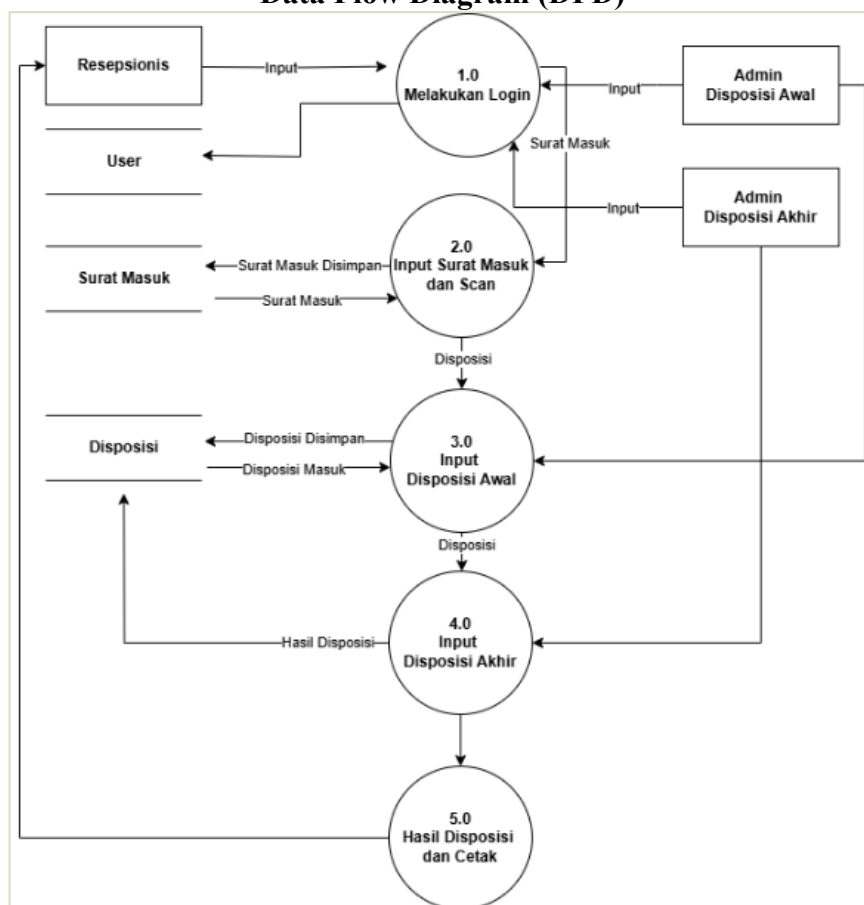 Data Flow Diagram (DFD)
Resepsionis
Input
1.0
Melakukan Login
Input
Admin
Disposisi Awal
User
Surat Masuk
Input
Admin
Disposisi Akhir
2.0
Input Surat Masuk
dan Scan
Surat Masuk
Surat Masuk Disimpan
Surat Masuk
Disposisi
Disposisi
Disposisi Disimpan
Disposisi Masuk
3.0
Input
Disposisi Awal
Disposisi
4.0
Input
Disposisi Akhir
Hasil Disposisi
5.0
Hasil Disposisi
dan Cetak